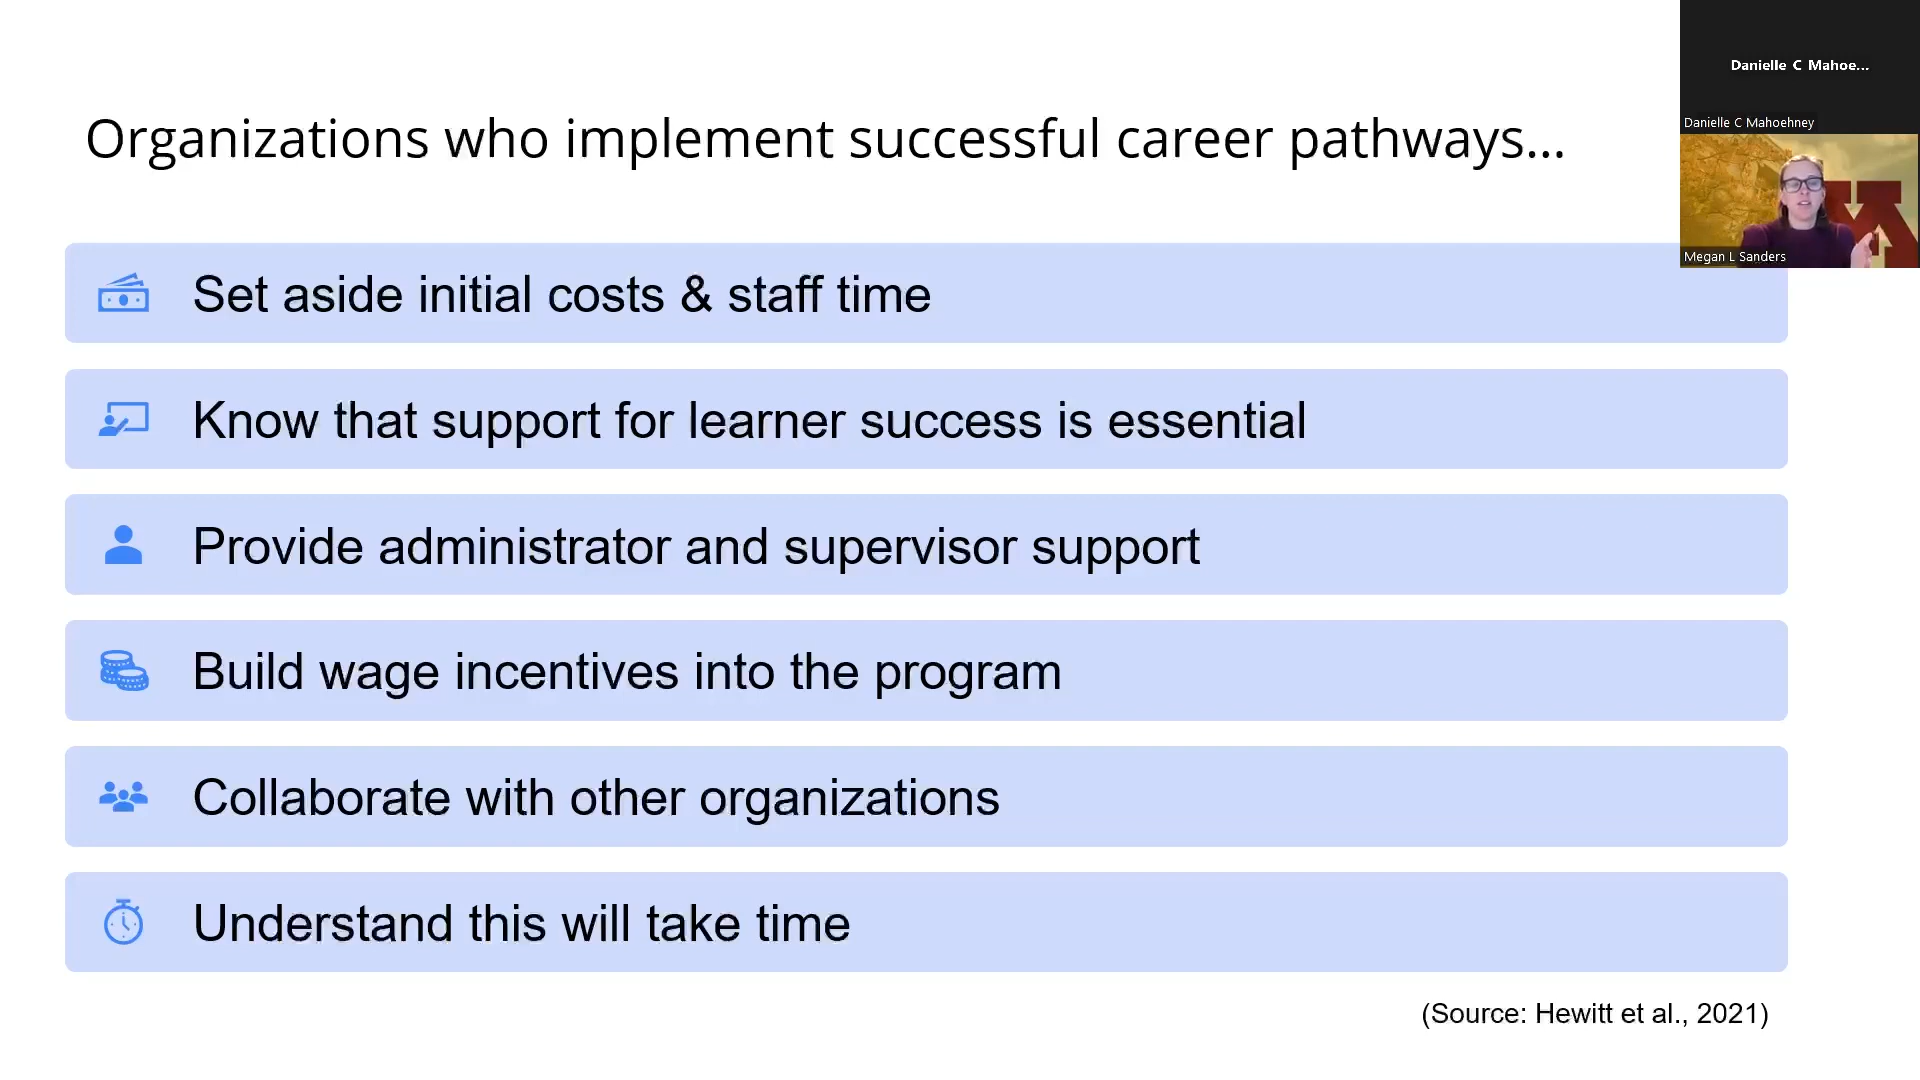 Organizations who implement successful career pathways...
Set aside initial costs & staff time
Know that support for learner success is essential
Provide administrator and supervisor support
Build wage incentives into the program
Collaborate with other organizations
Understand this will take time
(Source: Hewitt et al., 2021)
Danielle C Mahoe...
Danielle C Mahoehney
Megan L Sanders